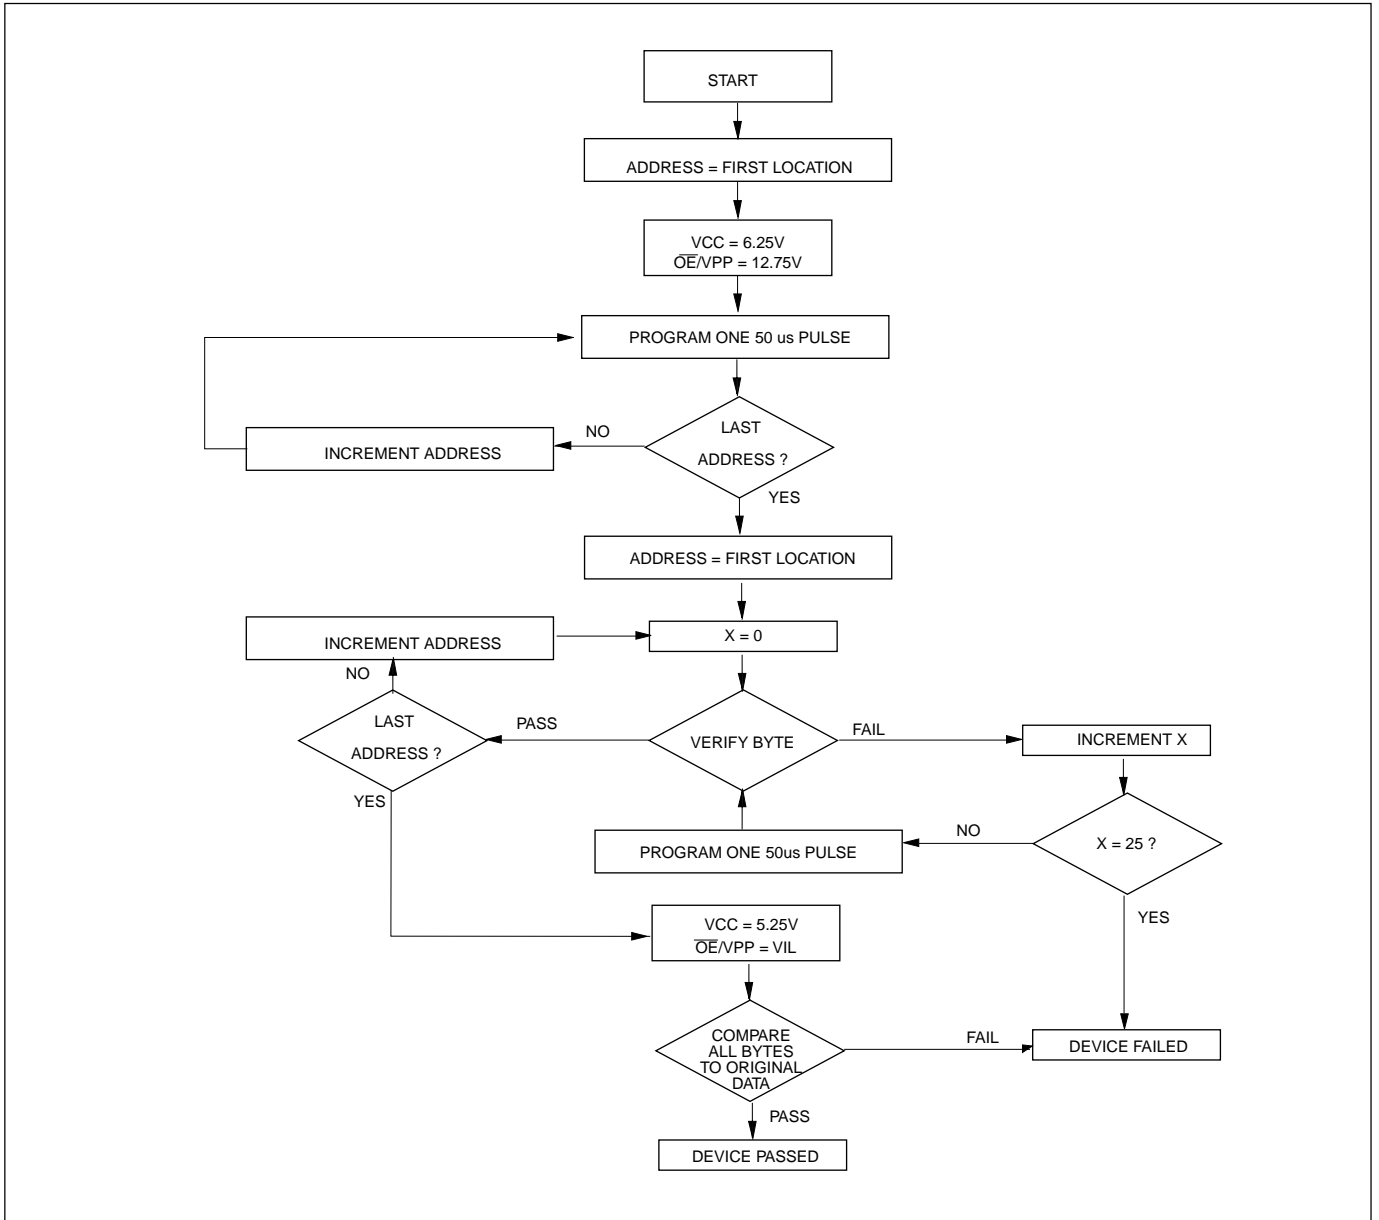 START
ADDRESS = FIRST LOCATION
VCC = 6.25V
O̅E̅/VPP = 12.75V
PROGRAM ONE 50 us PULSE
LAST
ADDRESS ?
NO
INCREMENT ADDRESS
YES
ADDRESS = FIRST LOCATION
INCREMENT ADDRESS
X = 0
NO
LAST
ADDRESS ?
PASS
VERIFY BYTE
FAIL
INCREMENT X
YES
PROGRAM ONE 50us PULSE
NO
X = 25 ?
YES
VCC = 5.25V
O̅E̅/VPP = VIL
COMPARE
ALL BYTES
TO ORIGINAL
DATA
FAIL
DEVICE FAILED
PASS
DEVICE PASSED